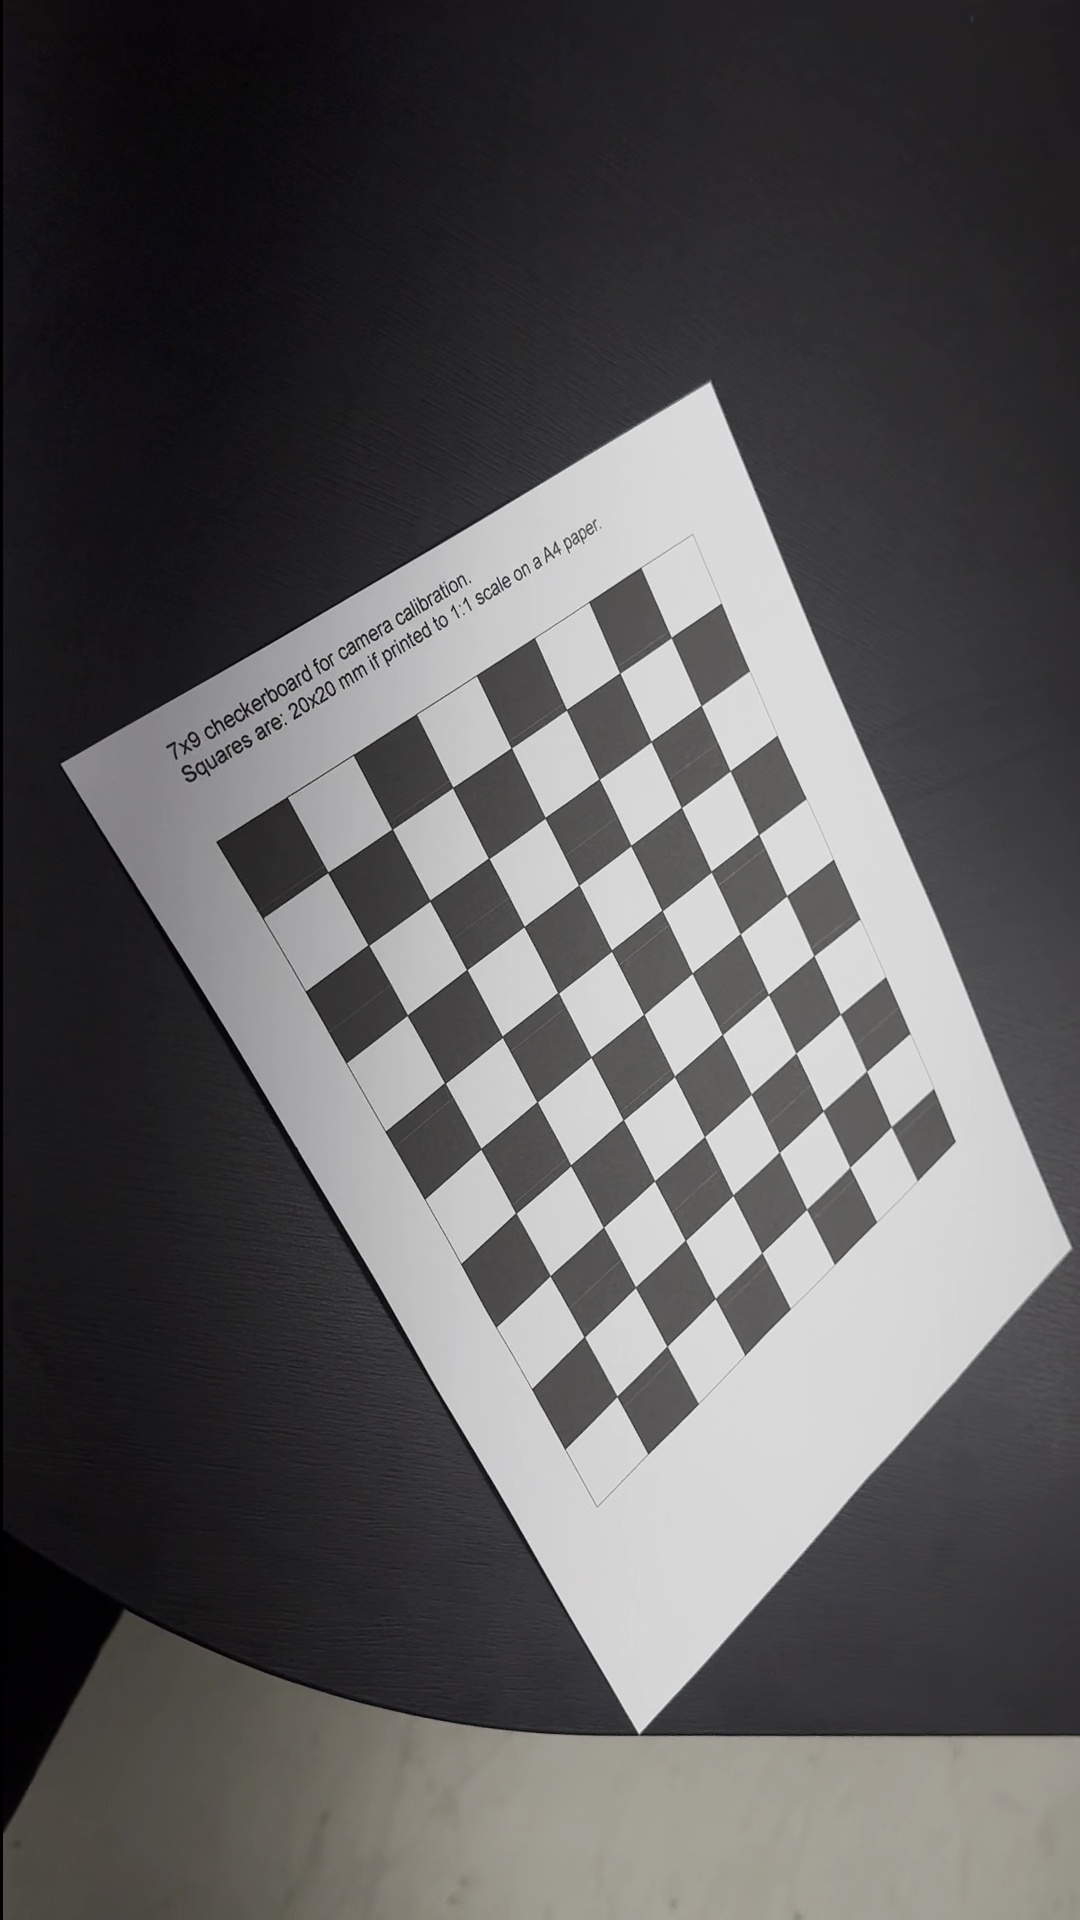 7x9 checkerboard for camera calibration.
Squares are: 20x20 mm if printed to 1:1 scale on a A4 paper.